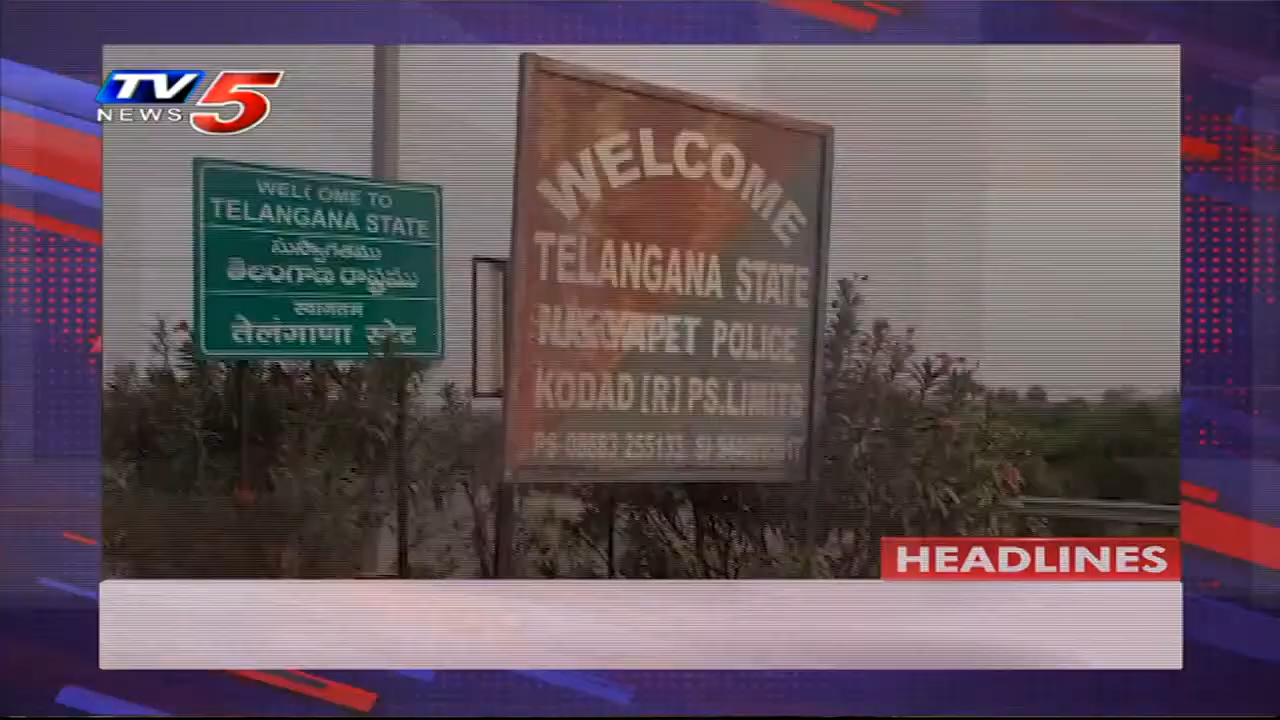 TV5
NEWS
WELCOME TO
TELANGANA STATE
సుస్వాగతము
తెలంగాణ రాష్ట్రము
स्वागतम
तेलंगाणा स्टेट
WELCOME
TELANGANA STATE
POLICE
KODAD [R] PS.LIMITS
HEADLINES